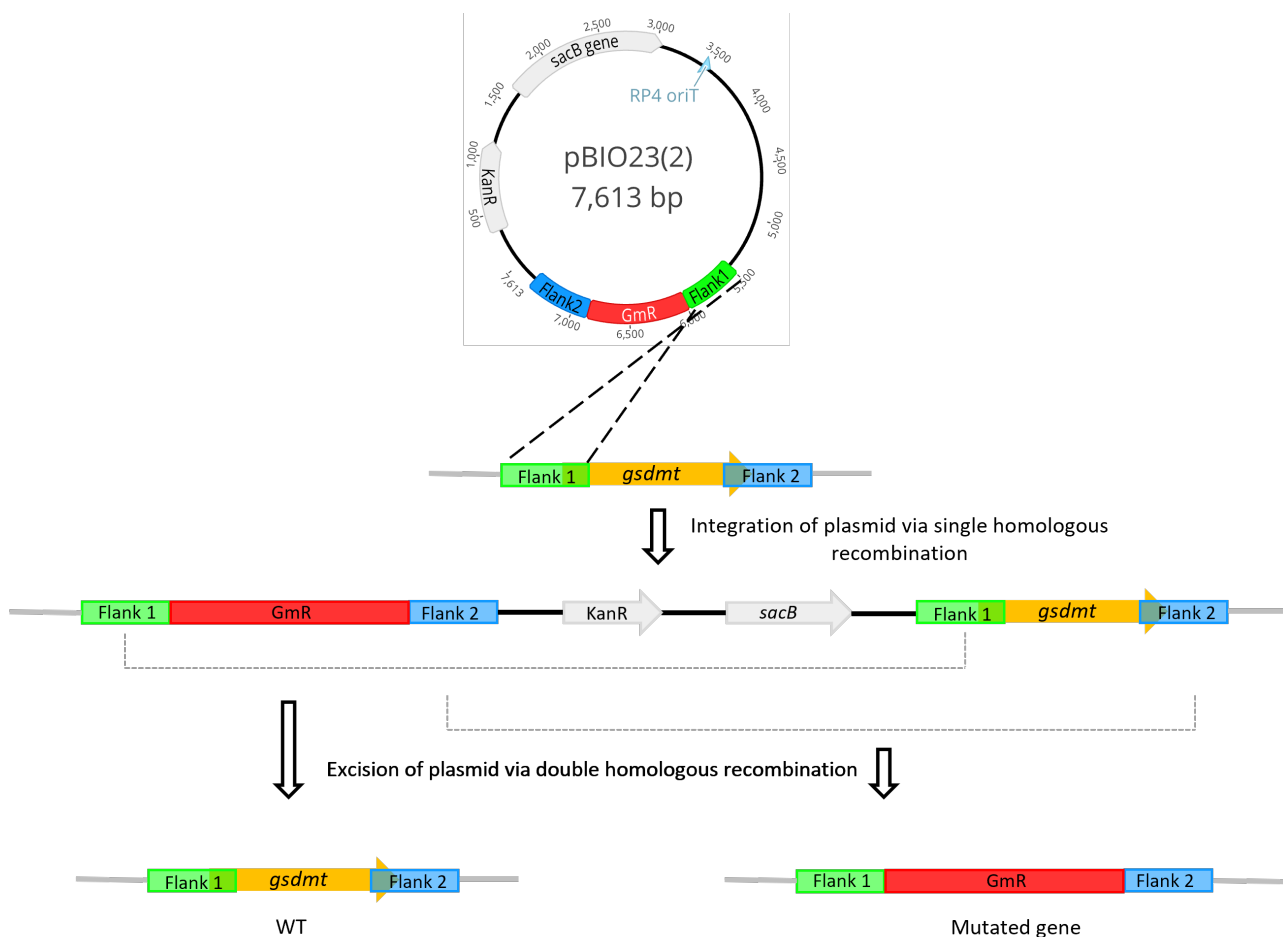 2,500
3,000
2,000
sacB gene
3,500
1,500
RP4 oriT
4,000
1,000
pBIO23(2)
4,500
KanR
7,613 bp
500
5,000
7,613
Flank2
GmR
Flank1
5,500
7,000
6,500
6,000
Flank 1
gsdmt
Flank 2
Integration of plasmid via single homologous
recombination
Flank 1
GmR
Flank 2
KanR
sacB
Flank 1
gsdmt
Flank 2
Excision of plasmid via double homologous recombination
Flank 1
gsdmt
Flank 2
Flank 1
GmR
Flank 2
WT
Mutated gene